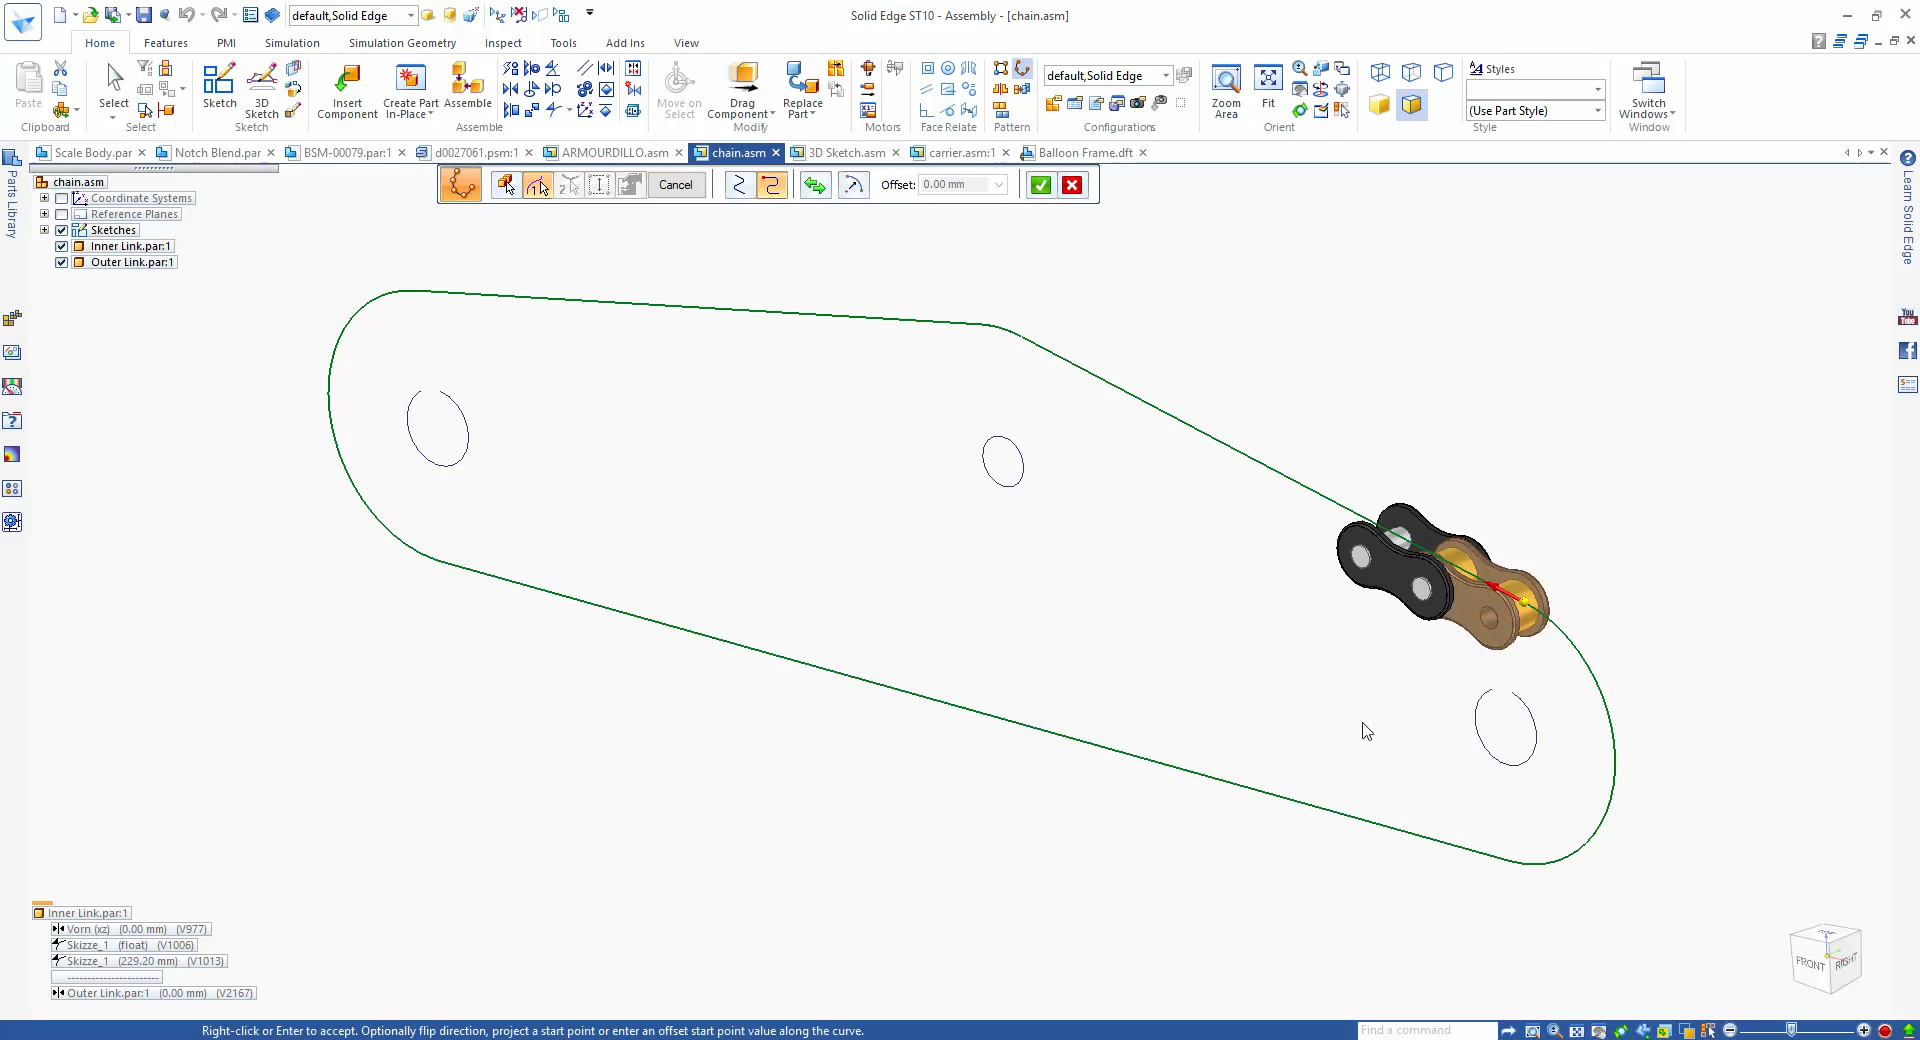 default,Solid Edge
Solid Edge ST10 - Assembly - [chain.asm]
Home
Features
PMI
Simulation
Simulation Geometry
Inspect
Tools
Add Ins
View
Paste
Clipboard
Select
Select
Sketch
3D
Sketch
Sketch
Insert
Component
Create Part
In-Place
Assemble
Assemble
Move on
Select
Drag
Component
Replace
Part
Modify
Motors
Face Relate
Pattern
default,Solid Edge
Configurations
Zoom
Area
Fit
Orient
Styles
(Use Part Style)
Style
Switch
Windows
Window
Scale Body.par
Notch Blend.par
BSM-00079.par:1
d0027061.psm:1
ARMOURDILLO.asm
chain.asm
3D Sketch.asm
carrier.asm:1
Balloon Frame.dft
Parts Library
Learn Solid Edge
You
Tube
Cancel
Offset:
0.00 mm
chain.asm
Coordinate Systems
Reference Planes
Sketches
Inner Link.par:1
Outer Link.par:1
Inner Link.par:1
Vorn (xz) (0.00 mm) (V977)
Skizze_1 (float) (V1006)
Skizze_1 (229.20 mm) (V1013)
------------------------
Outer Link.par:1 (0.00 mm) (V2167)
FRONT
RIGHT
Right-click or Enter to accept. Optionally flip direction, project a start point or enter an offset start point value along the curve.
Find a command